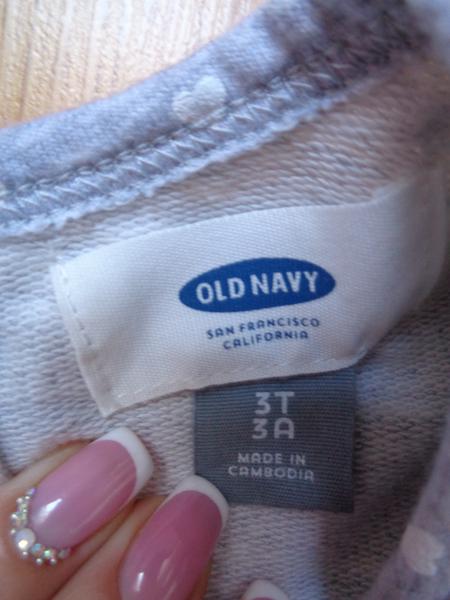 OLD NAVY
SAN FRANCISCO
CALIFORNIA
3T
3A
MADE IN
CAMBODIA